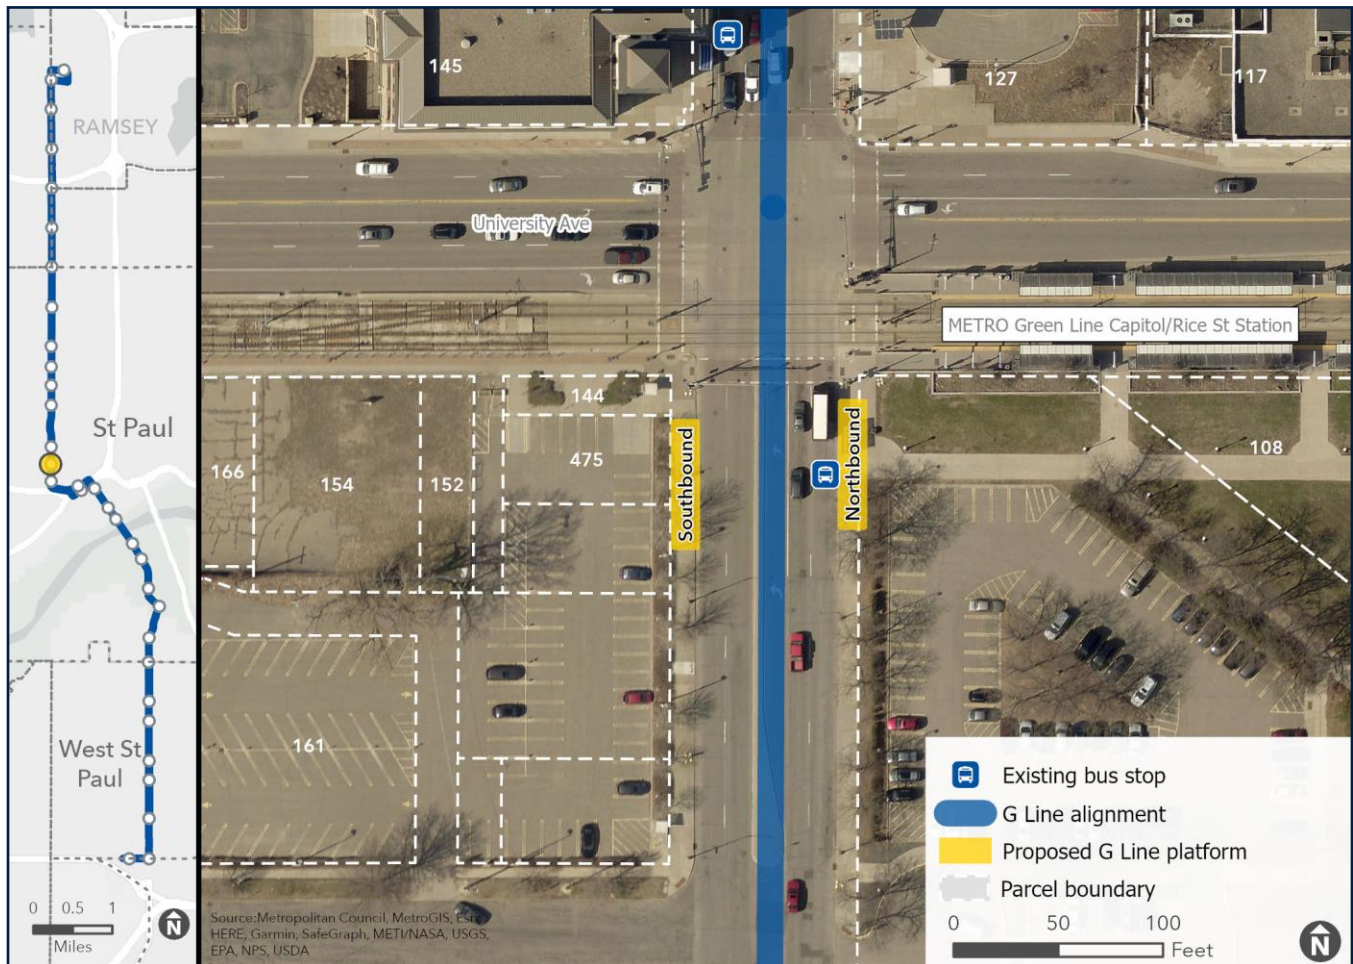 RAMSEY
St Paul
West St
Paul
0 0.5 1
Miles
N
145
127
117
University Ave
METRO Green Line Capitol/Rice St Station
144
475
166
154
152
108
161
Southbound
Northbound
Existing bus stop
G Line alignment
Proposed G Line platform
Parcel boundary
0 50 100
Feet
N
Source:Metropolitan Council, MetroGIS, Esri,
HERE, Garmin, SafeGraph, METI/NASA, USGS,
EPA, NPS, USDA